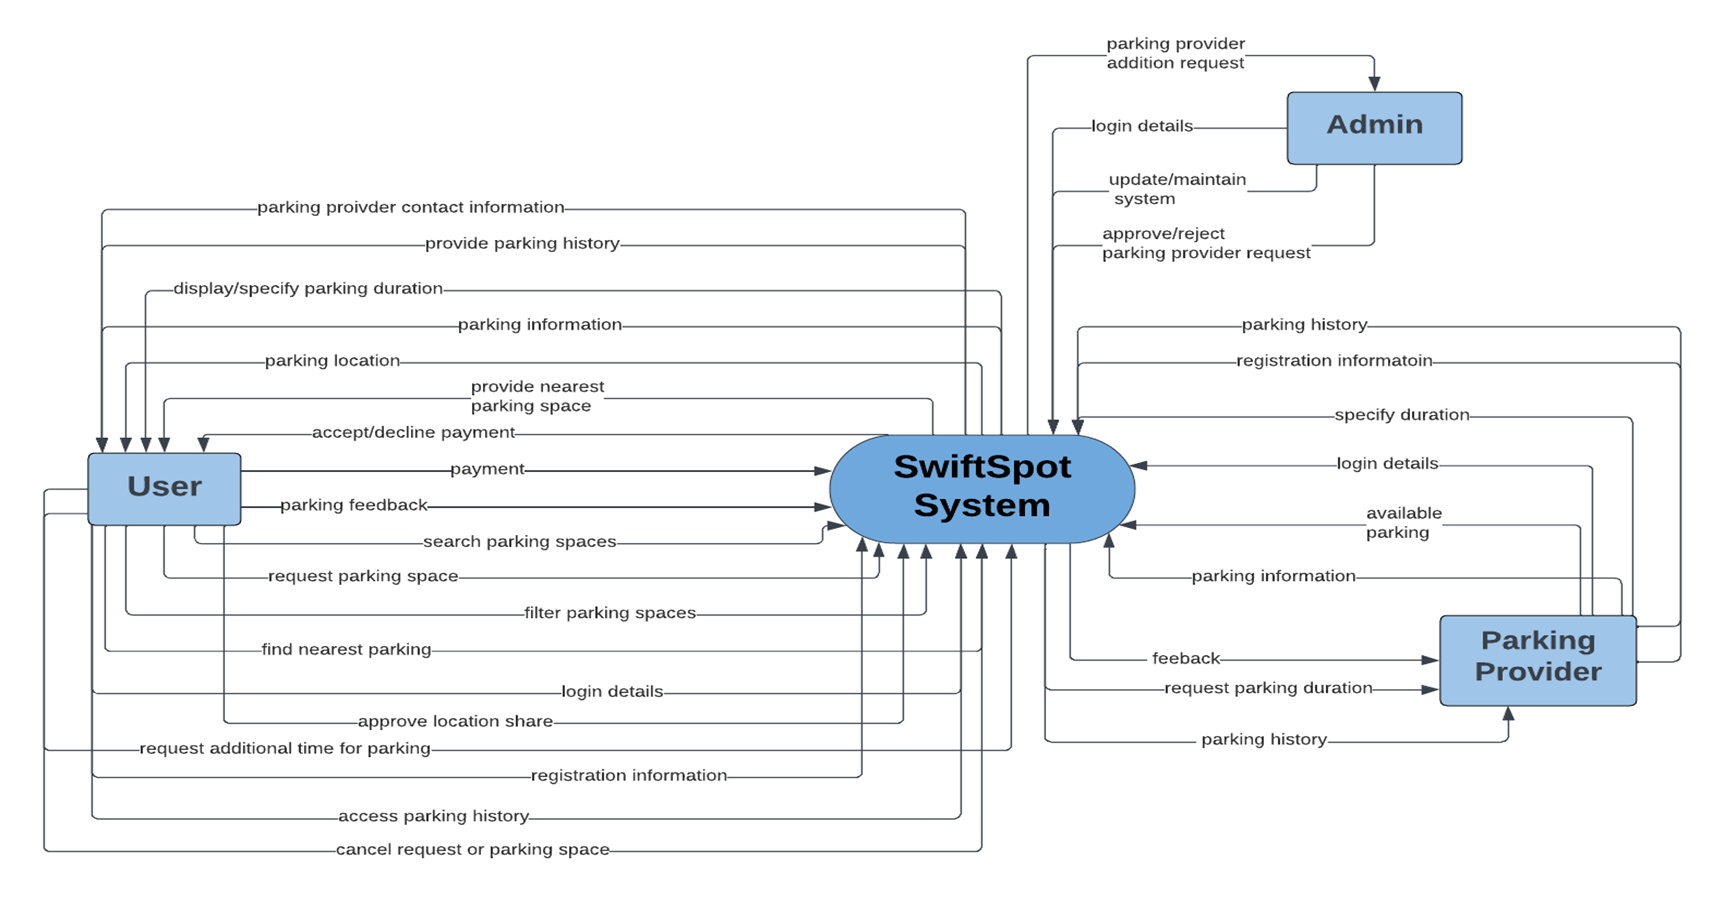 parking provider
addition request
Admin
login details
update/maintain
system
approve/reject
parking provider request
parking proivder contact information
provide parking history
display/specify parking duration
parking information
parking location
provide nearest
parking space
accept/decline payment
payment
parking feedback
User
search parking spaces
request parking space
filter parking spaces
find nearest parking
login details
approve location share
request additional time for parking
registration information
access parking history
cancel request or parking space
SwiftSpot
System
parking history
registration informatoin
specify duration
login details
available
parking
parking information
Parking
Provider
feeback
request parking duration
parking history